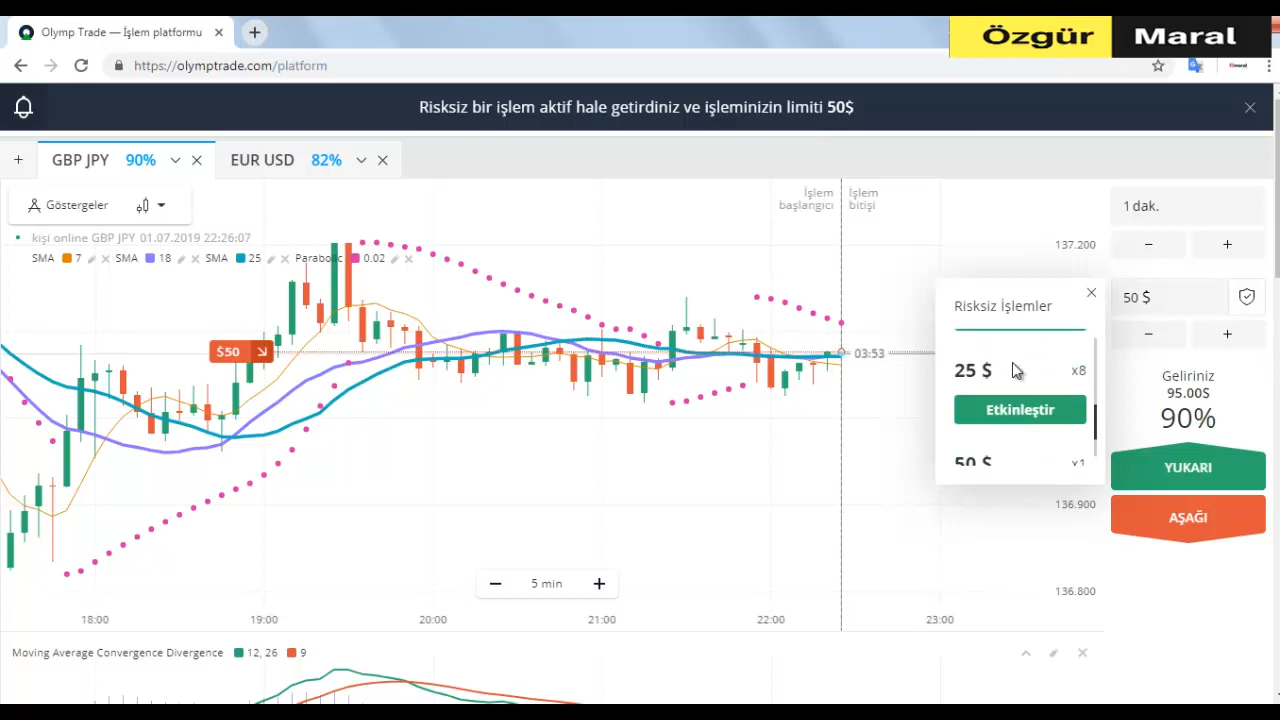 Olymp Trade — İşlem platformu
Özgür Maral
https://olymptrade.com/platform
Risksiz bir işlem aktif hale getirdiniz ve işleminizin limiti 50$
GBP JPY 90%
EUR USD 82%
Göstergeler
İşlem başlangıcı
İşlem bitişi
kişi online GBP JPY 01.07.2019 22:26:07
SMA 7 SMA 18 SMA 25 Parabolic 0.02
137.200
$50
03:53
136.900
136.800
Risksiz İşlemler
25 $ x8
Etkinleştir
50 $ x1
1 dak.
− +
50 $
− +
Geliriniz
95.00$
90%
YUKARI
AŞAĞI
− 5 min +
18:00 19:00 20:00 21:00 22:00 23:00
Moving Average Convergence Divergence 12, 26 9